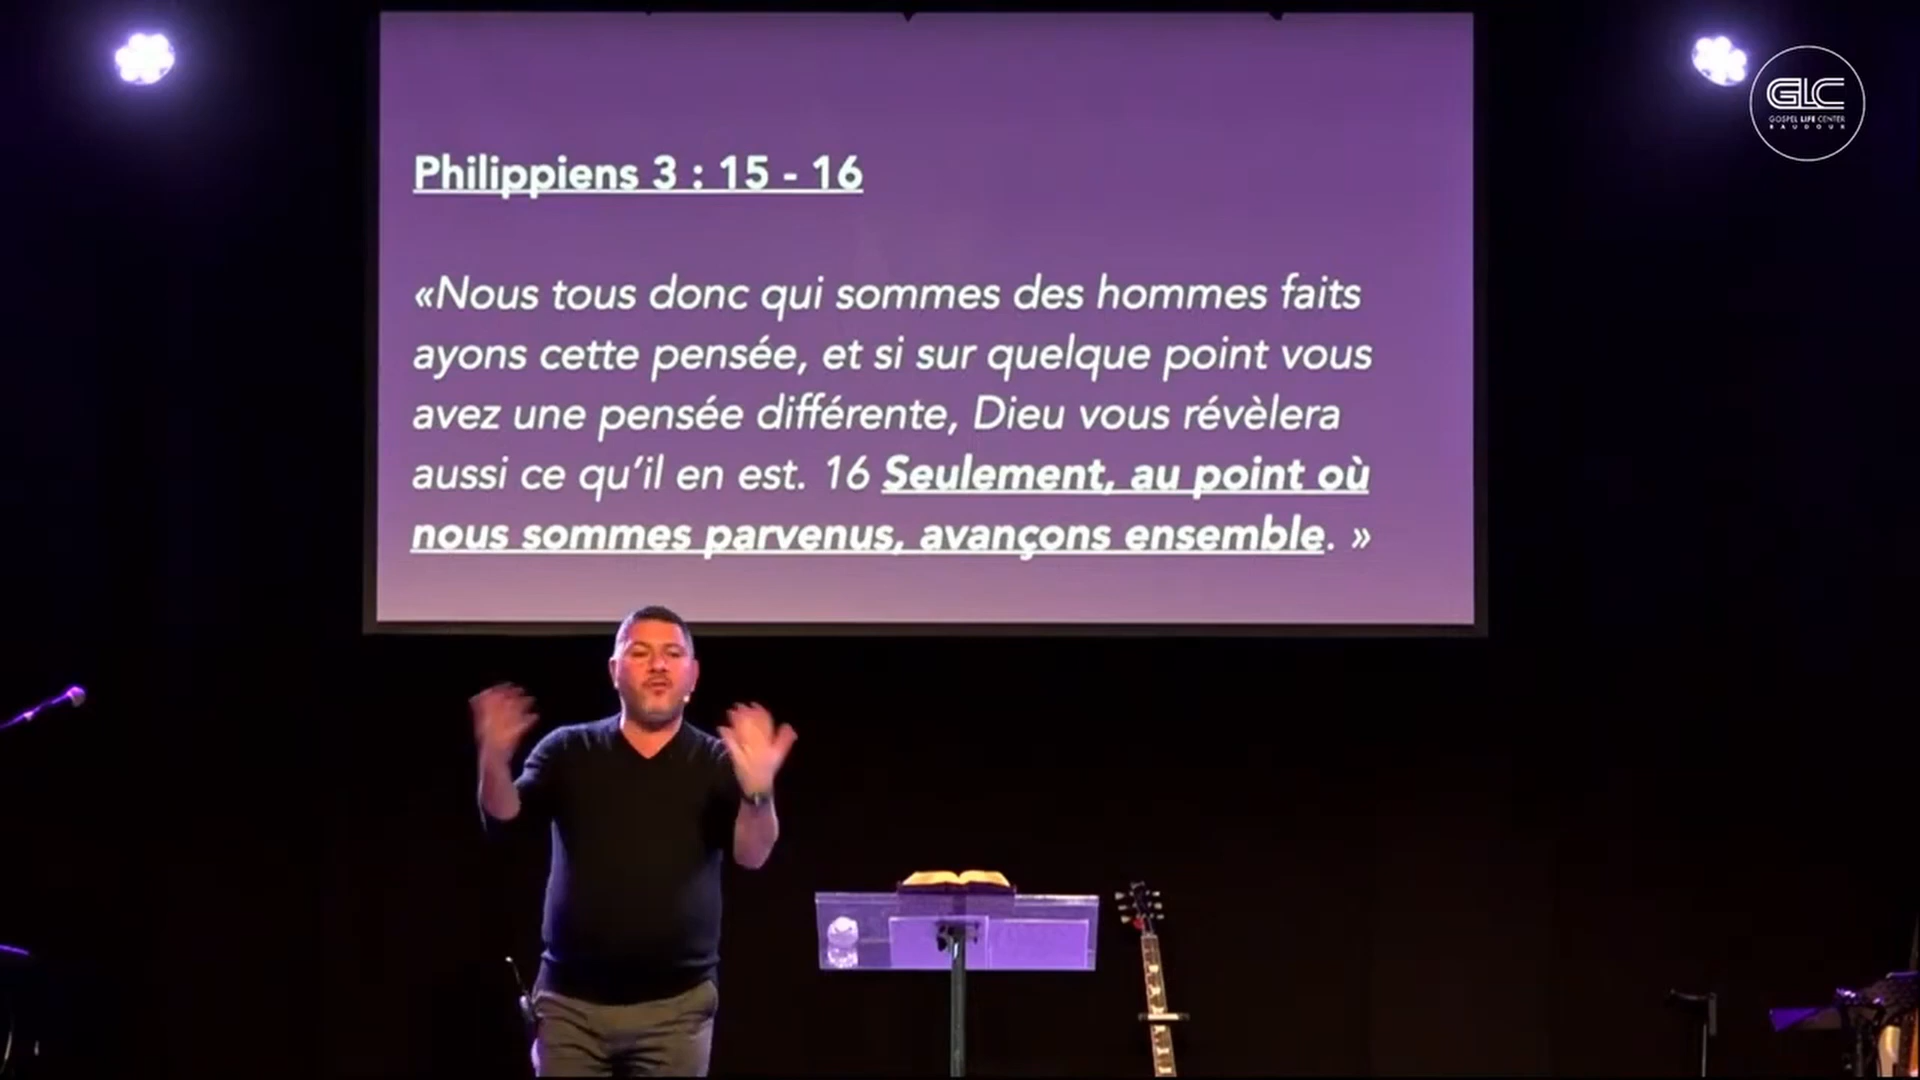 Philippiens 3 : 15 - 16
«Nous tous donc qui sommes des hommes faits
ayons cette pensée, et si sur quelque point vous
avez une pensée différente, Dieu vous révèlera
aussi ce qu’il en est. 16 Seulement, au point où
nous sommes parvenus, avançons ensemble. »
GLC
GOSPEL LIFE CENTER
BAUDOUR